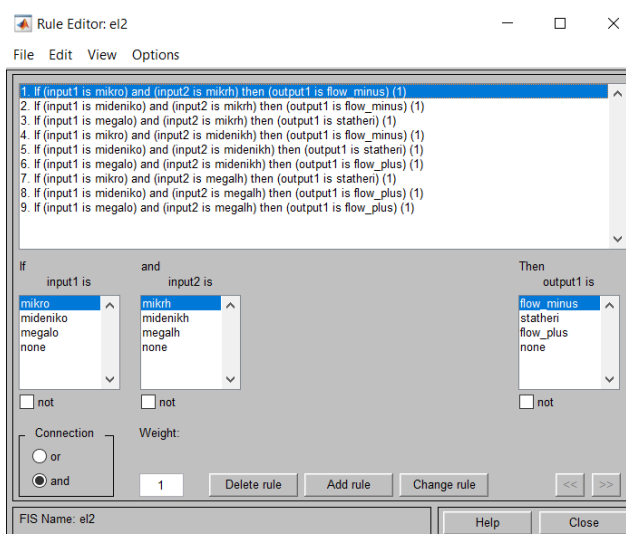 Rule Editor: el2
File Edit View Options
1. If (input1 is mikro) and (input2 is mikrh) then (output1 is flow_minus) (1)
2. If (input1 is mideniko) and (input2 is mikrh) then (output1 is flow_minus) (1)
3. If (input1 is megalo) and (input2 is mikrh) then (output1 is statheri) (1)
4. If (input1 is mikro) and (input2 is midenikh) then (output1 is flow_minus) (1)
5. If (input1 is mideniko) and (input2 is midenikh) then (output1 is statheri) (1)
6. If (input1 is megalo) and (input2 is midenikh) then (output1 is flow_plus) (1)
7. If (input1 is mikro) and (input2 is megalh) then (output1 is statheri) (1)
8. If (input1 is mideniko) and (input2 is megalh) then (output1 is flow_plus) (1)
9. If (input1 is megalo) and (input2 is megalh) then (output1 is flow_plus) (1)
If and Then
input1 is input2 is output1 is
mikro mikrh flow_minus
mideniko midenikh statheri
megalo megalh flow_plus
none none none
not not not
Connection Weight:
or
and 1 Delete rule Add rule Change rule << >>
FIS Name: el2 Help Close